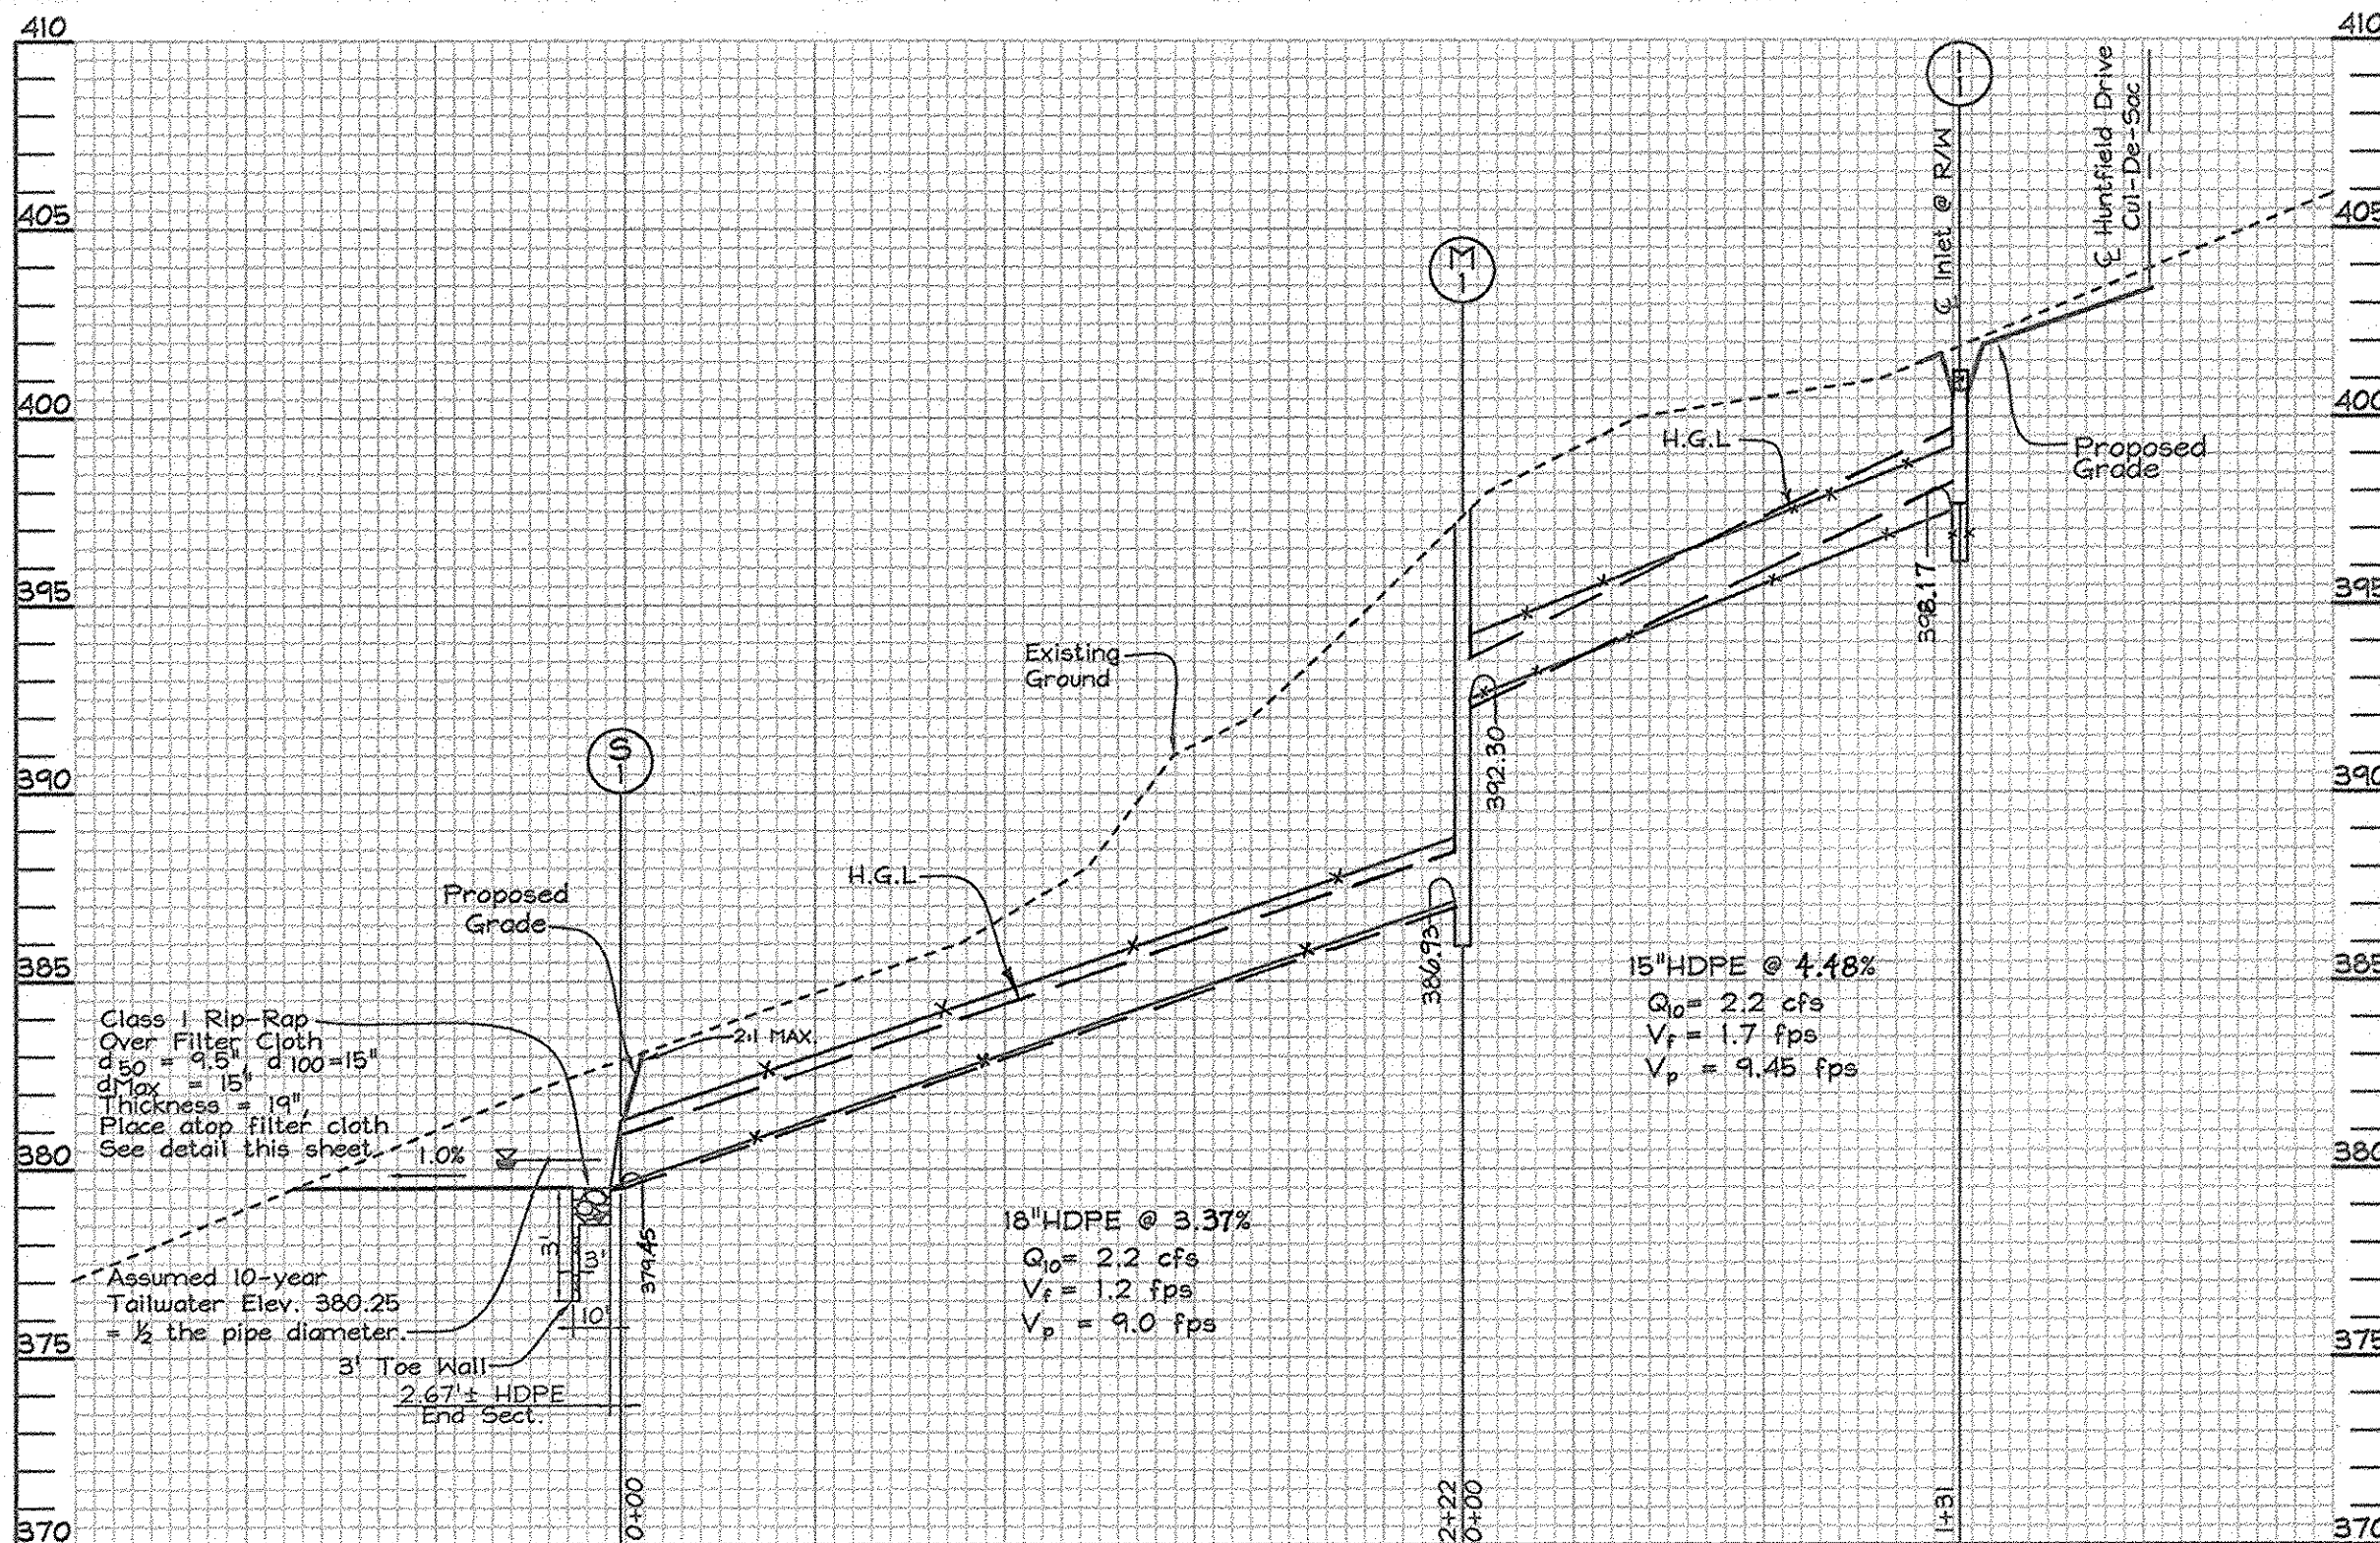 410
405
400
395
390
385
380
375
370
410
405
400
395
390
385
380
375
370
S
1
M
1
I
1
℄ Inlet @ R/W
℄ Huntfield Drive
Cul-De-Sac
H.G.L
Proposed
Grade
398.17
Existing
Ground
392.30
H.G.L
Proposed
Grade
386.93
15"HDPE @ 4.48%
Q10= 2.2 cfs
Vf = 1.7 fps
Vp = 9.45 fps
2:1 MAX.
Class 1 Rip-Rap
Over Filter Cloth
d50 = 9.5", d100=15"
dMax = 15"
Thickness = 19",
Place atop filter cloth
See detail this sheet.
1.0%
18"HDPE @ 3.37%
Q10= 2.2 cfs
Vf = 1.2 fps
Vp = 9.0 fps
3'
3'
10'
379.45
Assumed 10-year
Tailwater Elev. 380.25
= ½ the pipe diameter.
3' Toe Wall
2.67'± HDPE
End Sect.
0+00
2+22
0+00
1+31